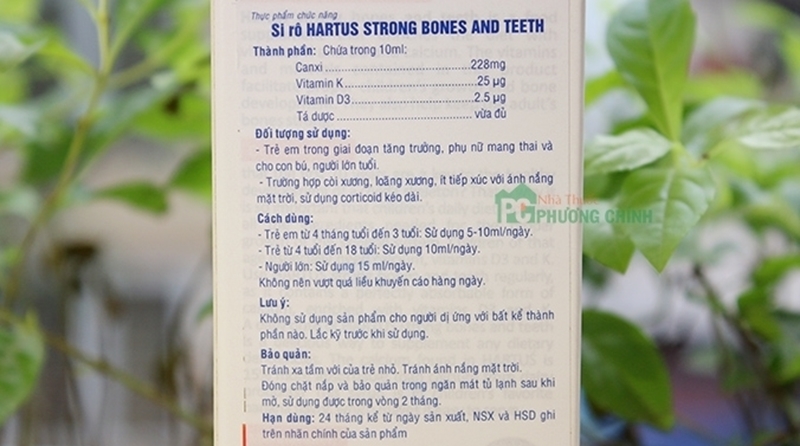 Thực phẩm chức năng
Si rô HARTUS STRONG BONES AND TEETH
Thành phần: Chứa trong 10ml:
Canxi.............................................228mg
Vitamin K......................................25 µg
Vitamin D3...................................2.5 µg
Tá dược........................................vừa đủ
Đối tượng sử dụng:
- Trẻ em trong giai đoạn tăng trưởng, phụ nữ mang thai và
cho con bú, người lớn tuổi.
- Trường hợp còi xương, loãng xương, ít tiếp xúc với ánh nắng
mặt trời, sử dụng corticoid kéo dài.
Nhà Thuốc
PC PHƯƠNG CHINH
Cách dùng:
- Trẻ em từ 4 tháng tuổi đến 3 tuổi: Sử dụng 5-10ml/ngày.
- Trẻ từ 4 tuổi đến 18 tuổi: Sử dụng 10ml/ngày.
- Người lớn: Sử dụng 15 ml/ngày.
Không nên vượt quá liều khuyến cáo hàng ngày.
Lưu ý:
Không sử dụng sản phẩm cho người dị ứng với bất kể thành
phần nào. Lắc kỹ trước khi sử dụng.
Bảo quản:
Tránh xa tầm với của trẻ nhỏ. Tránh ánh nắng mặt trời.
Đóng chặt nắp và bảo quản trong ngăn mát tủ lạnh sau khi
mở, sử dụng được trong vòng 2 tháng.
Hạn dùng: 24 tháng kể từ ngày sản xuất, NSX và HSD ghi
trên nhãn chính của sản phẩm